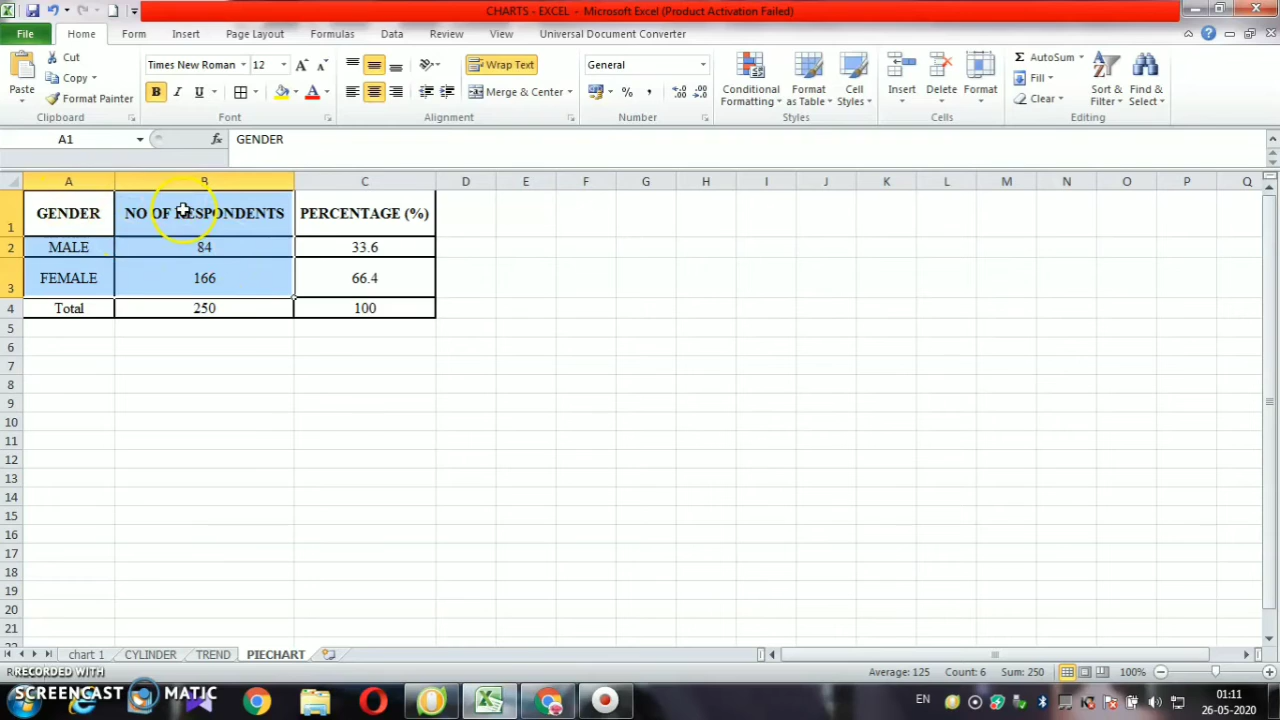 CHARTS - EXCEL - Microsoft Excel (Product Activation Failed)
File Home Form Insert Page Layout Formulas Data Review View Universal Document Converter
Paste
Cut
Copy
Format Painter
Clipboard
Times New Roman 12
B I U
Font
Wrap Text
Merge & Center
Alignment
General
Number
Conditional Formatting
Format as Table
Cell Styles
Styles
Insert Delete Format
Cells
AutoSum
Fill
Clear
Sort & Filter
Find & Select
Editing
A1 fx GENDER
A B C D E F G H I J K L M N O P Q
1 GENDER NO OF RESPONDENTS PERCENTAGE (%)
2 MALE 84 33.6
3 FEMALE 166 66.4
4 Total 250 100
5
6
7
8
9
10
11
12
13
14
15
16
17
18
19
20
21
22
chart 1 CYLINDER TREND PIECHART
Average: 125 Count: 6 Sum: 250 100%
RECORDED WITH
SCREENCAST MATIC
EN 01:11
26-05-2020